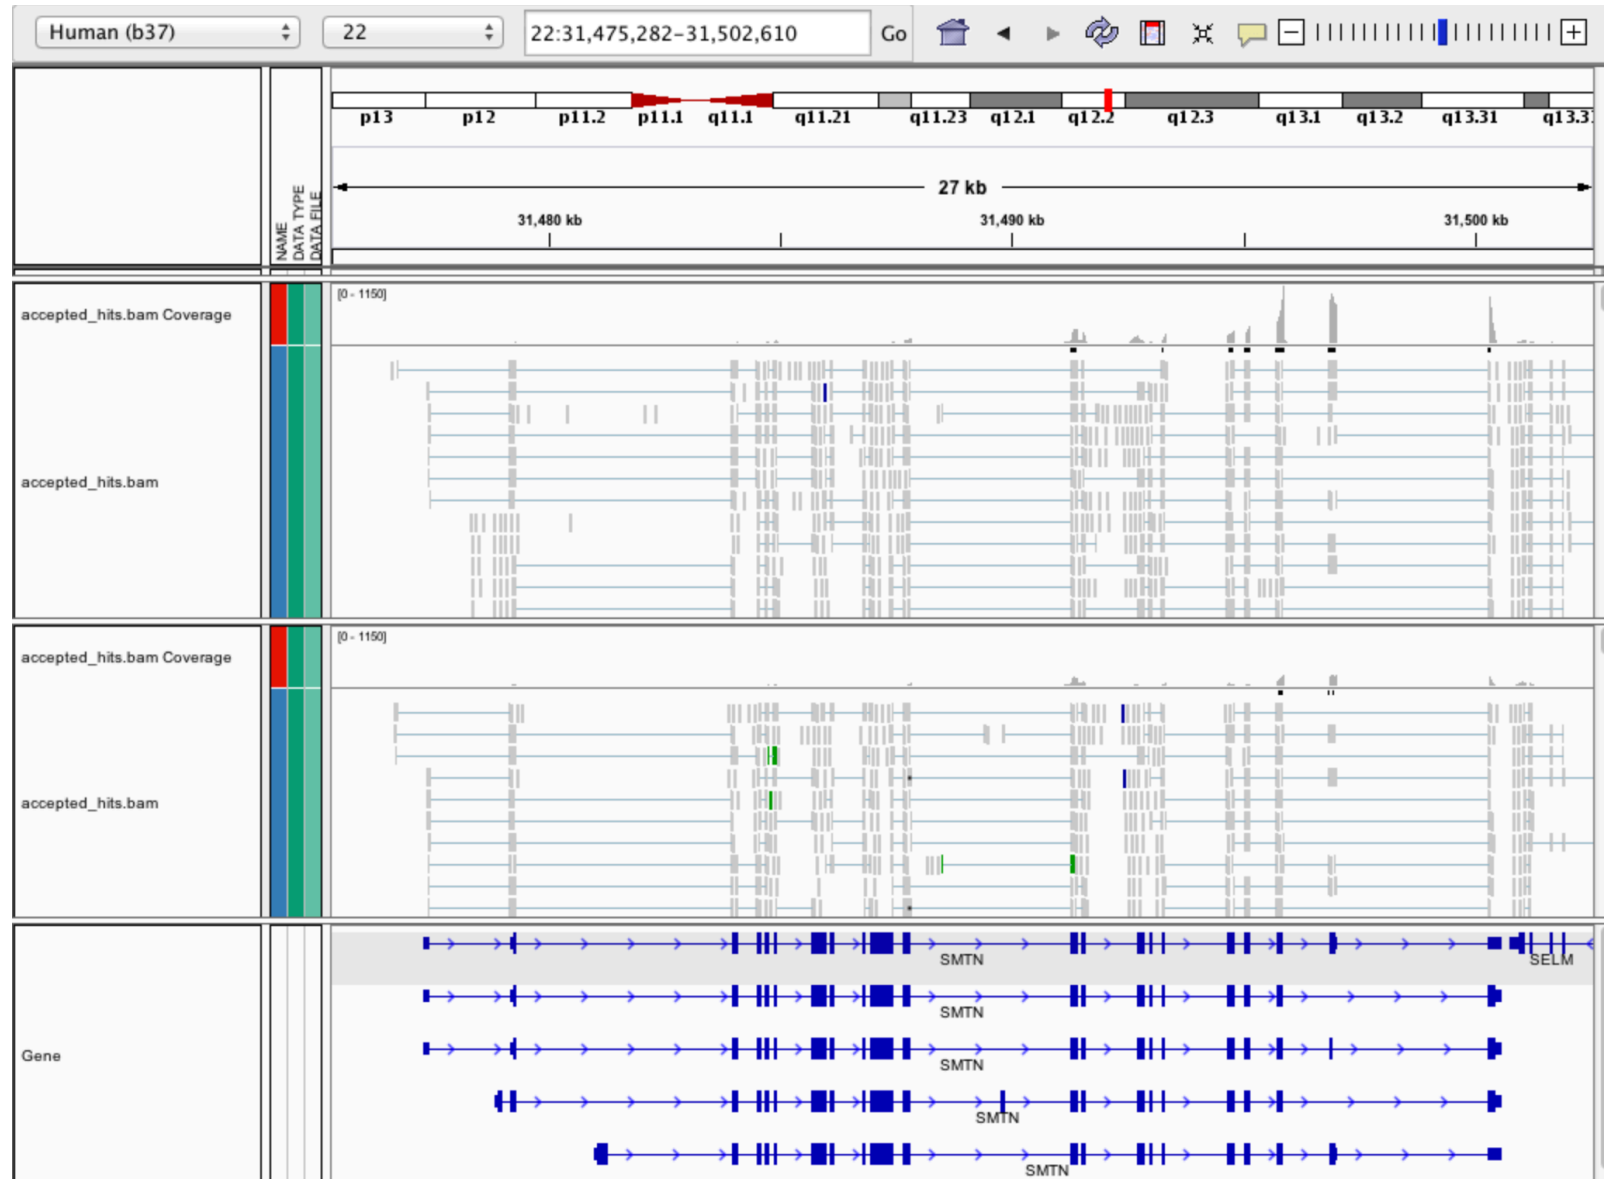 Human (b37) 22 22:31,475,282-31,502,610 Go
p13 p12 p11.2 p11.1 q11.1 q11.21 q11.23 q12.1 q12.2 q12.3 q13.1 q13.2 q13.31
27 kb
31,480 kb 31,490 kb 31,500 kb
NAME
DATA TYPE
DATA FILE
accepted_hits.bam Coverage [0 - 1150]
accepted_hits.bam
accepted_hits.bam Coverage [0 - 1150]
accepted_hits.bam
SMTN SELM
SMTN
Gene
SMTN
SMTN
SMTN